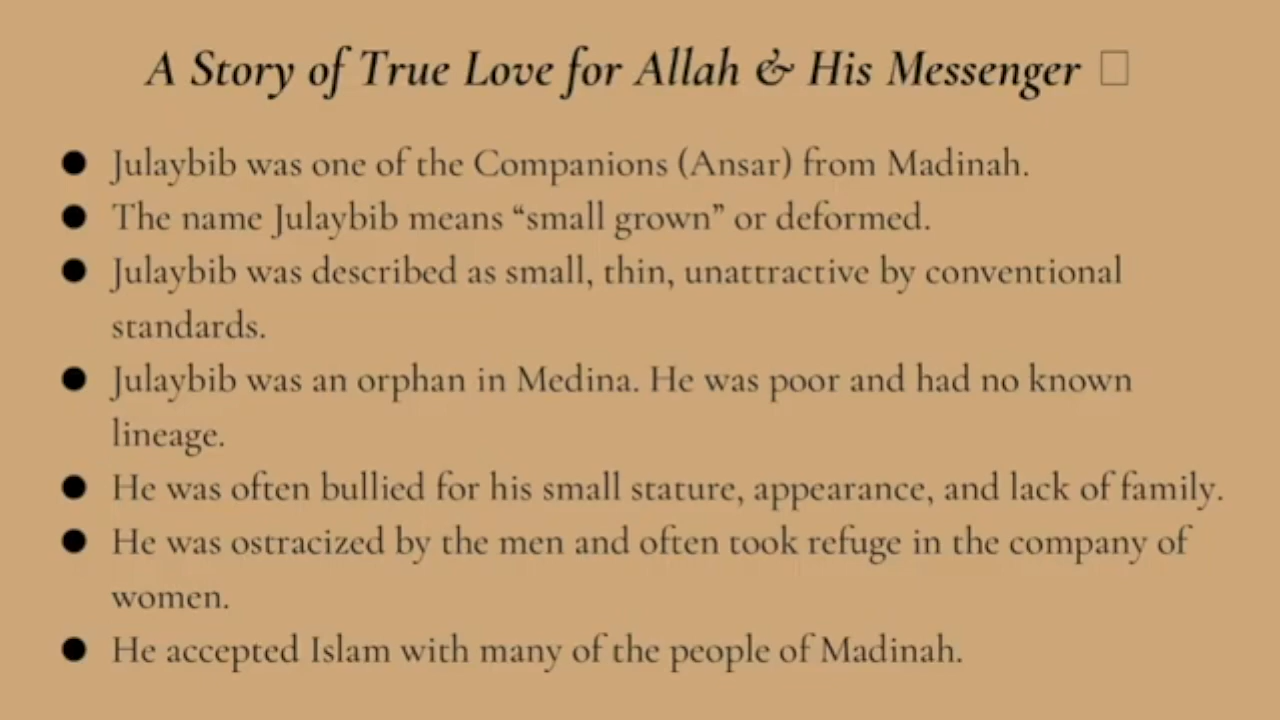 A Story of True Love for Allah & His Messenger □
● Julaybib was one of the Companions (Ansar) from Madinah.
● The name Julaybib means “small grown” or deformed.
● Julaybib was described as small, thin, unattractive by conventional
standards.
● Julaybib was an orphan in Medina. He was poor and had no known
lineage.
● He was often bullied for his small stature, appearance, and lack of family.
● He was ostracized by the men and often took refuge in the company of
women.
● He accepted Islam with many of the people of Madinah.